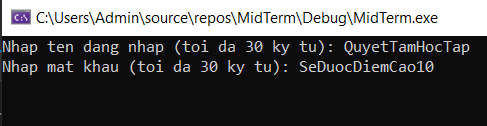 C:\Users\Admin\source\repos\MidTerm\Debug\MidTerm.exe
Nhap ten dang nhap (toi da 30 ky tu): QuyetTamHocTap
Nhap mat khau (toi da 30 ky tu): SeDuocDiemCao10